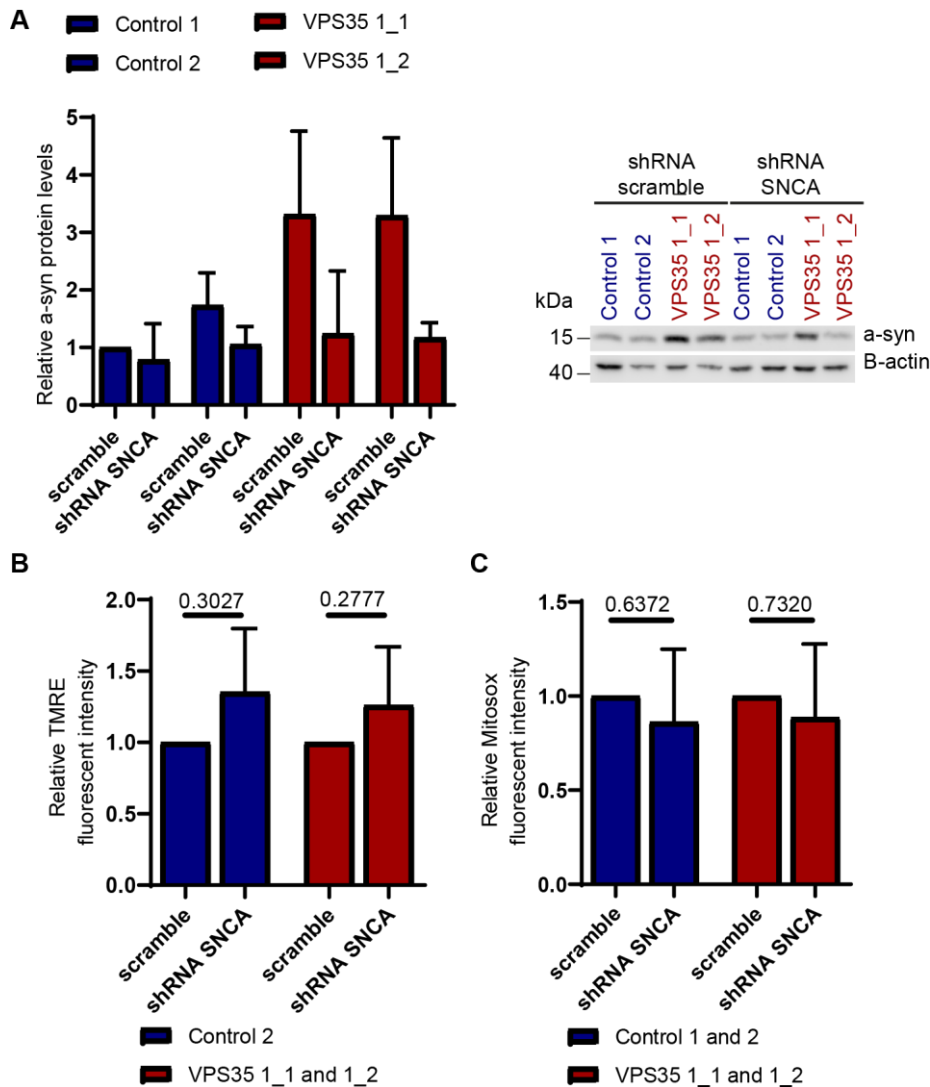 A
Control 1
VPS35 1_1
Control 2
VPS35 1_2
Relative a-syn protein levels
5
4
3
2
1
0
scramble
shRNA SNCA
scramble
shRNA SNCA
scramble
shRNA SNCA
scramble
shRNA SNCA
shRNA
scramble
shRNA
SNCA
Control 1
Control 2
VPS35 1_1
VPS35 1_2
Control 1
Control 2
VPS35 1_1
VPS35 1_2
kDa
15
a-syn
40
B-actin
B
Relative TMRE
fluorescent intensity
2.0
1.5
1.0
0.5
0.0
0.3027
0.2777
scramble
shRNA SNCA
scramble
shRNA SNCA
Control 2
VPS35 1_1 and 1_2
C
Relative Mitosox
fluorescent intensity
1.5
1.0
0.5
0.0
0.6372
0.7320
scramble
shRNA SNCA
scramble
shRNA SNCA
Control 1 and 2
VPS35 1_1 and 1_2